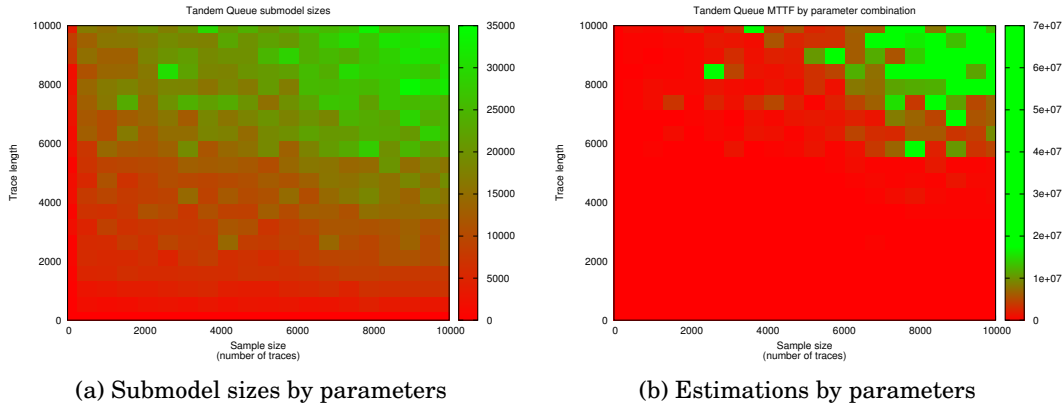 Tandem Queue submodel sizes
10000
8000
6000
4000
2000
0
Trace length
0
2000
4000
6000
8000
10000
Sample size
(number of traces)
35000
30000
25000
20000
15000
10000
5000
0
(a) Submodel sizes by parameters
Tandem Queue MTTF by parameter combination
10000
8000
6000
4000
2000
0
Trace length
0
2000
4000
6000
8000
10000
Sample size
(number of traces)
7e+07
6e+07
5e+07
4e+07
3e+07
2e+07
1e+07
0
(b) Estimations by parameters